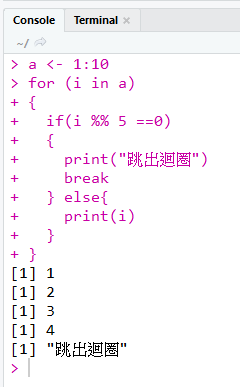 Console Terminal ×
~/
> a <- 1:10
> for (i in a)
+ {
+   if(i %% 5 ==0)
+   {
+     print("跳出迴圈")
+     break
+   } else{
+     print(i)
+   }
+ }
[1] 1
[1] 2
[1] 3
[1] 4
[1] "跳出迴圈"
>